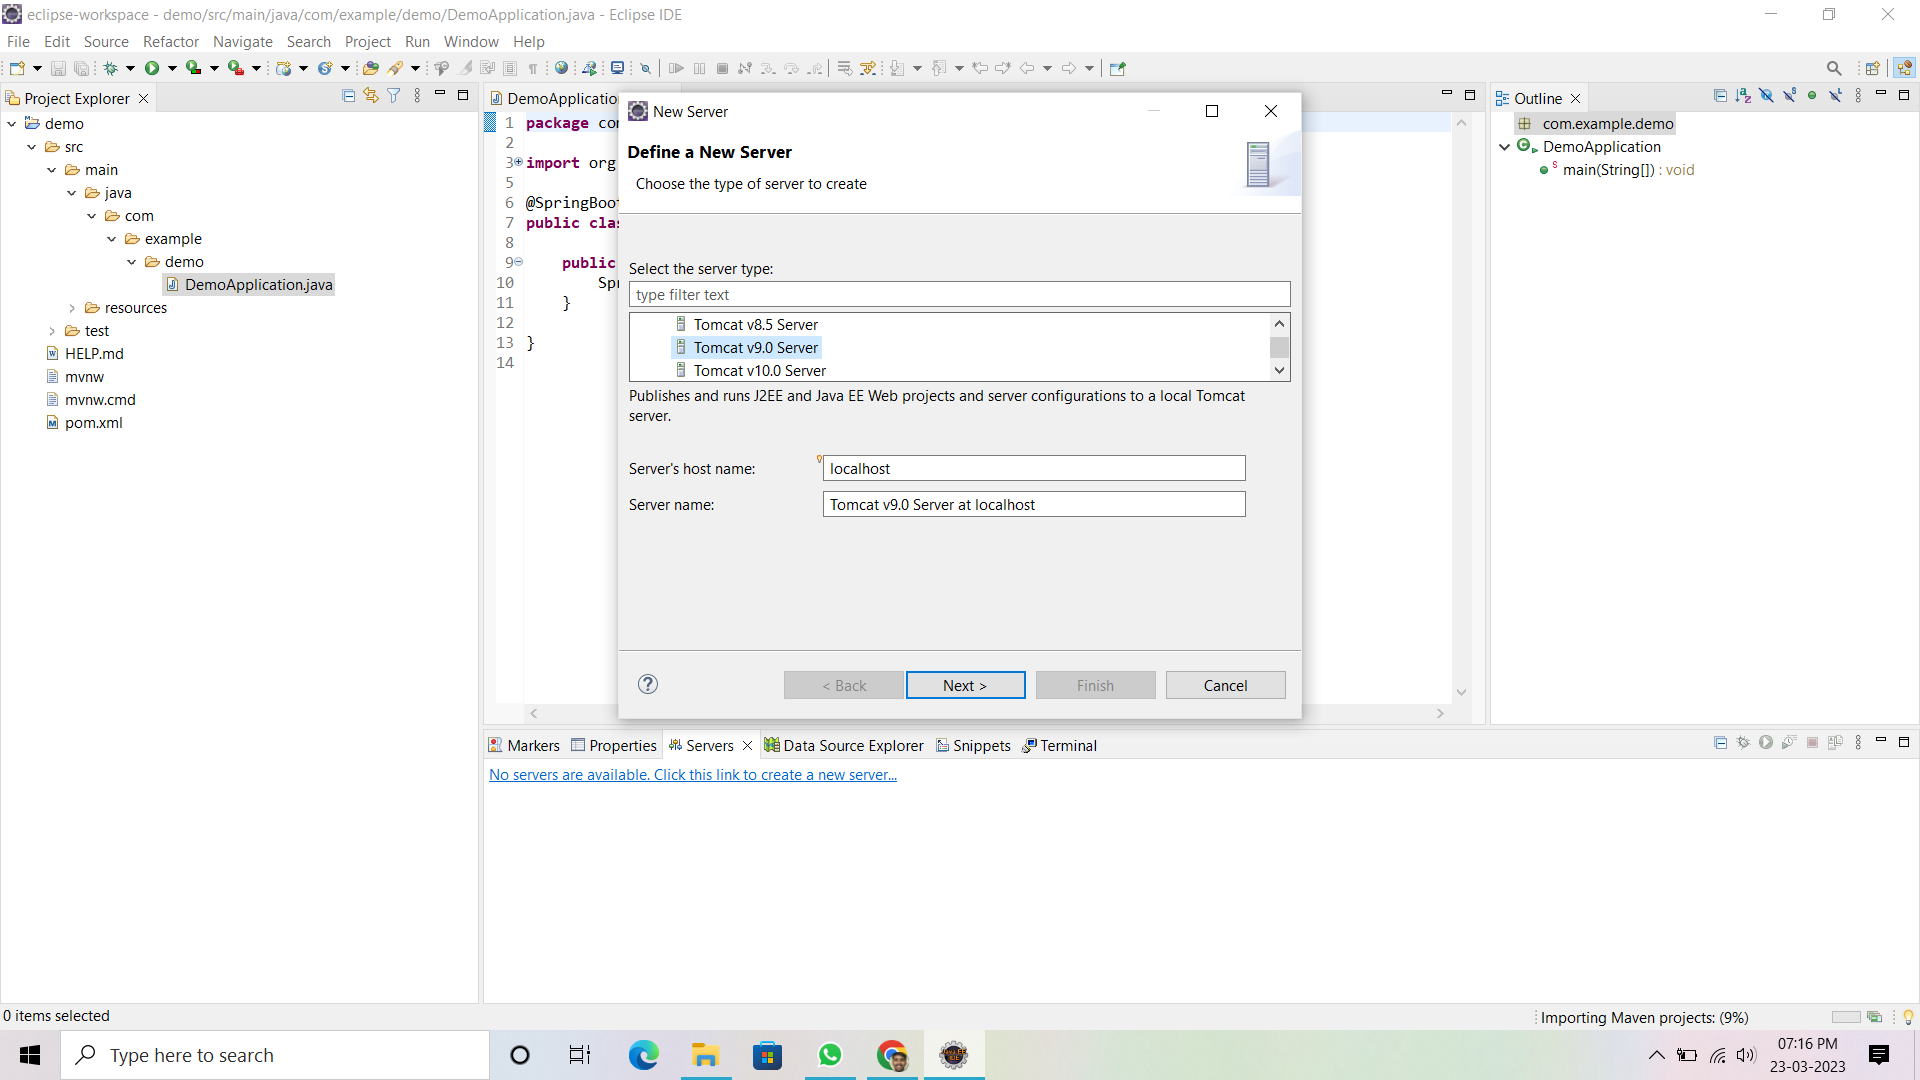 eclipse-workspace - demo/src/main/java/com/example/demo/DemoApplication.java - Eclipse IDE
File Edit Source Refactor Navigate Search Project Run Window Help
Project Explorer
demo
src
main
java
com
example
demo
DemoApplication.java
resources
test
HELP.md
mvnw
mvnw.cmd
pom.xml
DemoApplicatio
1 package co
2
3 import org
5
6 @SpringBoo
7 public cla
8
9 public
10 Sp
11 }
12
13 }
14
New Server
Define a New Server
Choose the type of server to create
Select the server type:
type filter text
Tomcat v8.5 Server
Tomcat v9.0 Server
Tomcat v10.0 Server
Publishes and runs J2EE and Java EE Web projects and server configurations to a local Tomcat
server.
Server's host name: localhost
Server name: Tomcat v9.0 Server at localhost
? < Back Next > Finish Cancel
Outline
com.example.demo
DemoApplication
main(String[]) : void
Markers Properties Servers Data Source Explorer Snippets Terminal
No servers are available. Click this link to create a new server...
0 items selected
Importing Maven projects: (9%)
Type here to search
07:16 PM
23-03-2023